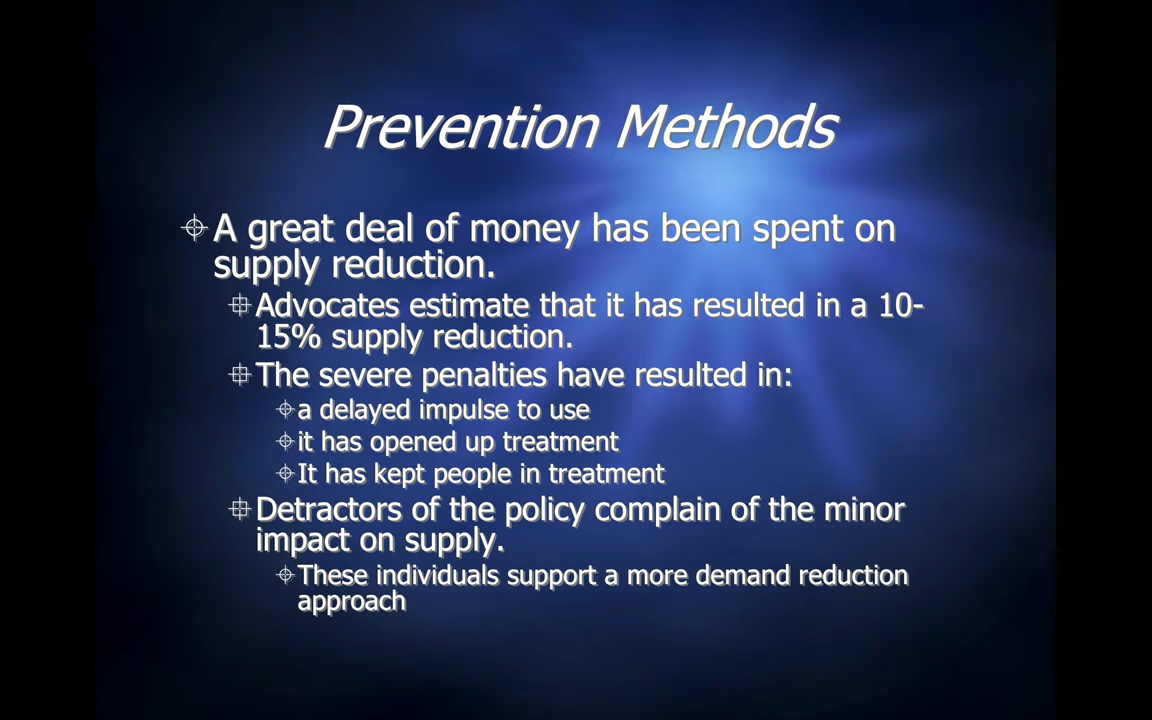 Prevention Methods
A great deal of money has been spent on
supply reduction.
Advocates estimate that it has resulted in a 10-
15% supply reduction.
The severe penalties have resulted in:
a delayed impulse to use
it has opened up treatment
It has kept people in treatment
Detractors of the policy complain of the minor
impact on supply.
These individuals support a more demand reduction
approach